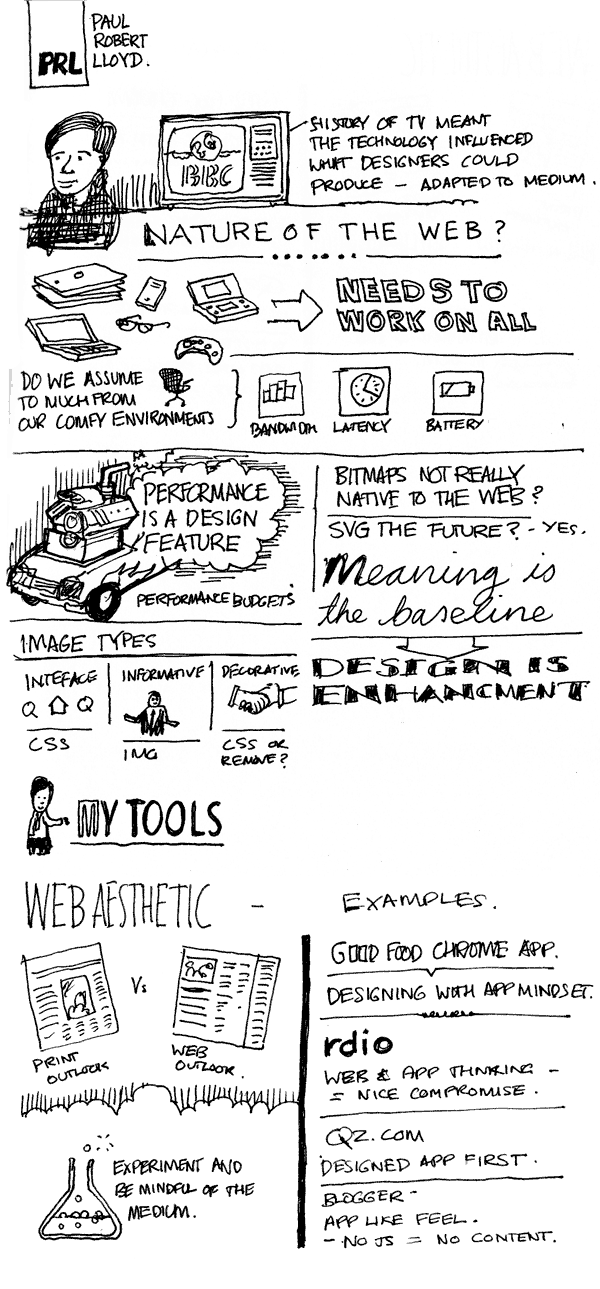 PRL
PAUL
ROBERT
LLOYD.
BBC
HISTORY OF TV MEANT
THE TECHNOLOGY INFLUENCED
WHAT DESIGNERS COULD
PRODUCE – ADAPTED TO MEDIUM.
NATURE OF THE WEB?
NEEDS TO
WORK ON ALL
DO WE ASSUME
TO MUCH FROM
OUR COMFY ENVIRONMENTS
BANDWIDTH
LATENCY
BATTERY
PERFORMANCE
IS A DESIGN
FEATURE
PERFORMANCE BUDGETS
BITMAPS NOT REALLY
NATIVE TO THE WEB?
SVG THE FUTURE? - YES.
Meaning is
the baseline
DESIGN IS
ENHANCMENT
IMAGE TYPES
INTEFACE
CSS
INFORMATIVE
IMG
DECORATIVE
CSS OR
REMOVE?
MY TOOLS
WEB AESTHETIC –
PRINT
OUTLOOK
Vs
WEB
OUTLOOK.
EXPERIMENT AND
BE MINDFUL OF THE
MEDIUM.
EXAMPLES.
GOOD FOOD CHROME APP.
DESIGNING WITH APP MINDSET.
rdio
WEB & APP THINKING –
= NICE COMPROMISE.
QZ.COM
DESIGNED APP FIRST.
BLOGGER –
APP LIKE FEEL.
– NO JS = NO CONTENT.